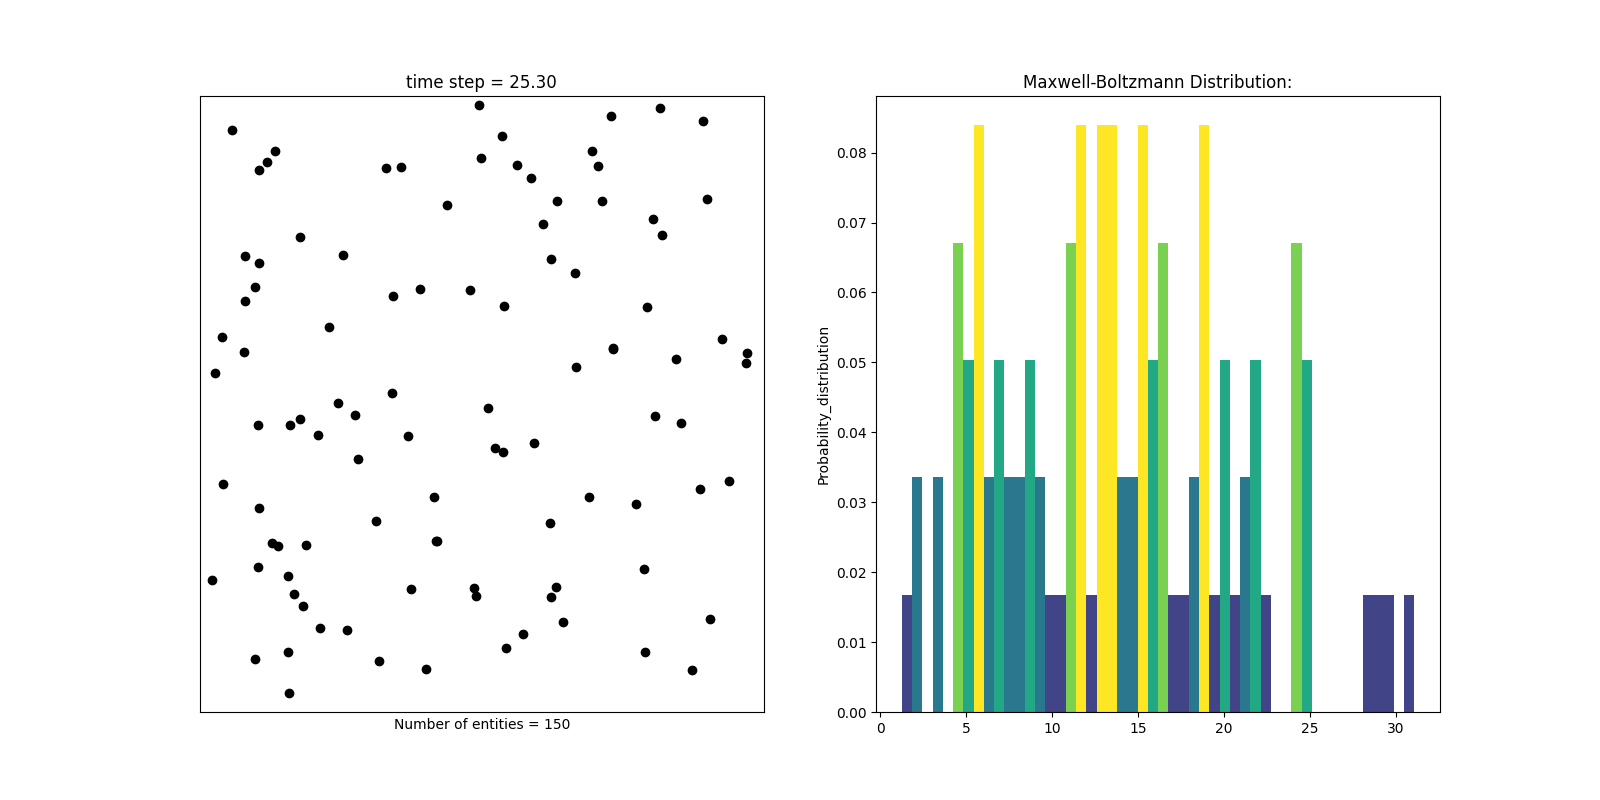 time step = 25.30
Number of entities = 150
Maxwell-Boltzmann Distribution:
Probability_distribution
0.08
0.07
0.06
0.05
0.04
0.03
0.02
0.01
0.00
0 5 10 15 20 25 30